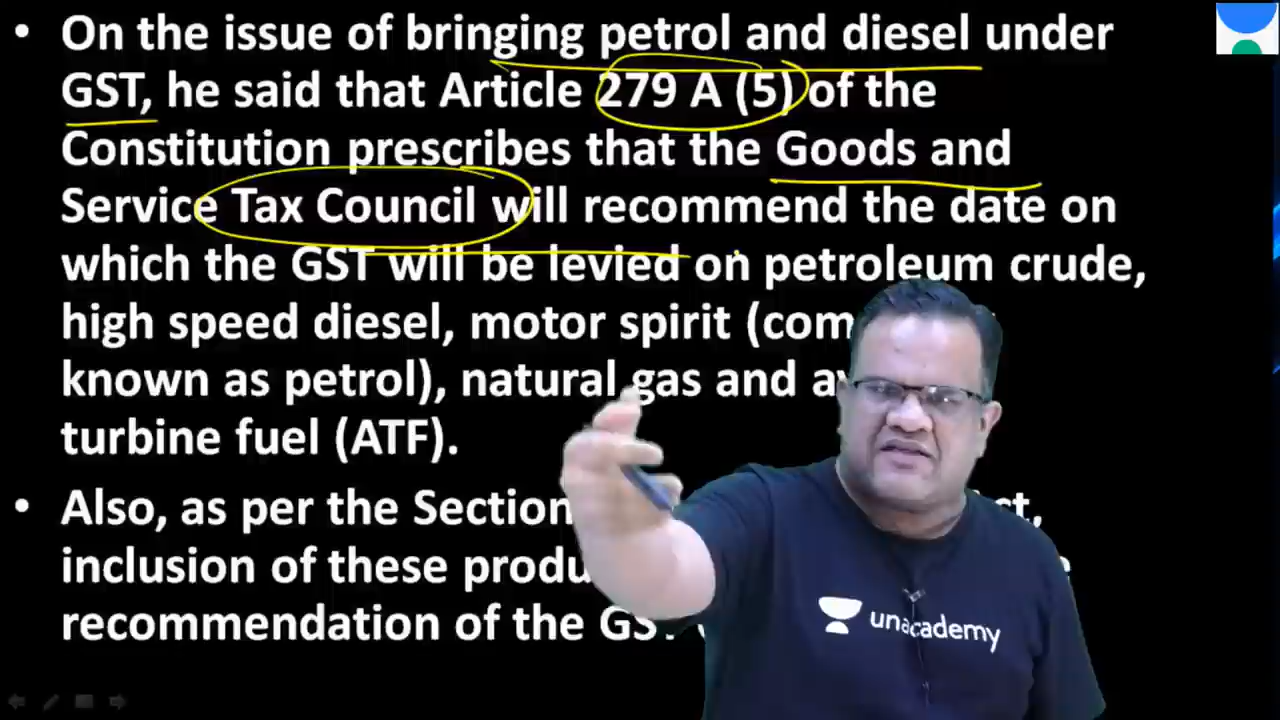 • On the issue of bringing petrol and diesel under
GST, he said that Article 279 A (5) of the
Constitution prescribes that the Goods and
Service Tax Council will recommend the date on
which the GST will be levied on petroleum crude,
high speed diesel, motor spirit (com
known as petrol), natural gas and av
turbine fuel (ATF).
• Also, as per the Section ct,
inclusion of these produ
recommendation of the GST
unacademy